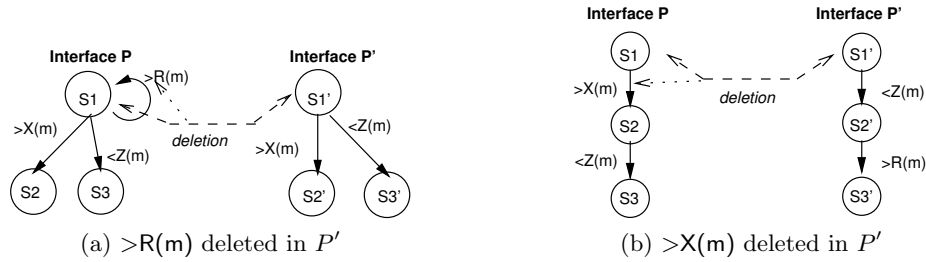 Interface P
Interface P'
>R(m)
S1
S1'
>X(m)
<Z(m)
deletion
>X(m)
<Z(m)
S2
S3
S2'
S3'
(a) >R(m) deleted in P′
Interface P
Interface P'
S1
S1'
>X(m)
deletion
<Z(m)
S2
S2'
<Z(m)
>R(m)
S3
S3'
(b) >X(m) deleted in P′